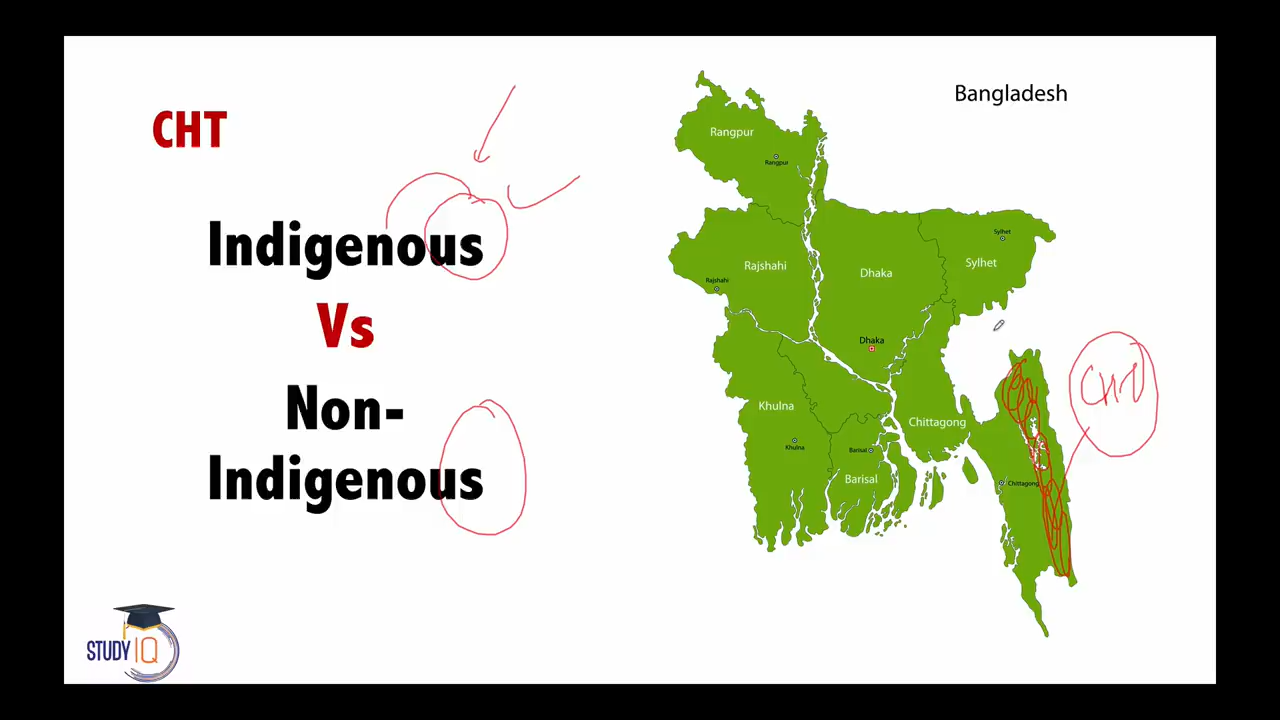 CHT
Indigenous
Vs
Non-
Indigenous
Bangladesh
Rangpur
Rangpur
Sylhet
Rajshahi
Dhaka
Sylhet
Rajshahi
Dhaka
CHT
Khulna
Chittagong
Khulna
Barisal
Barisal
Chittagong
STUDY IQ